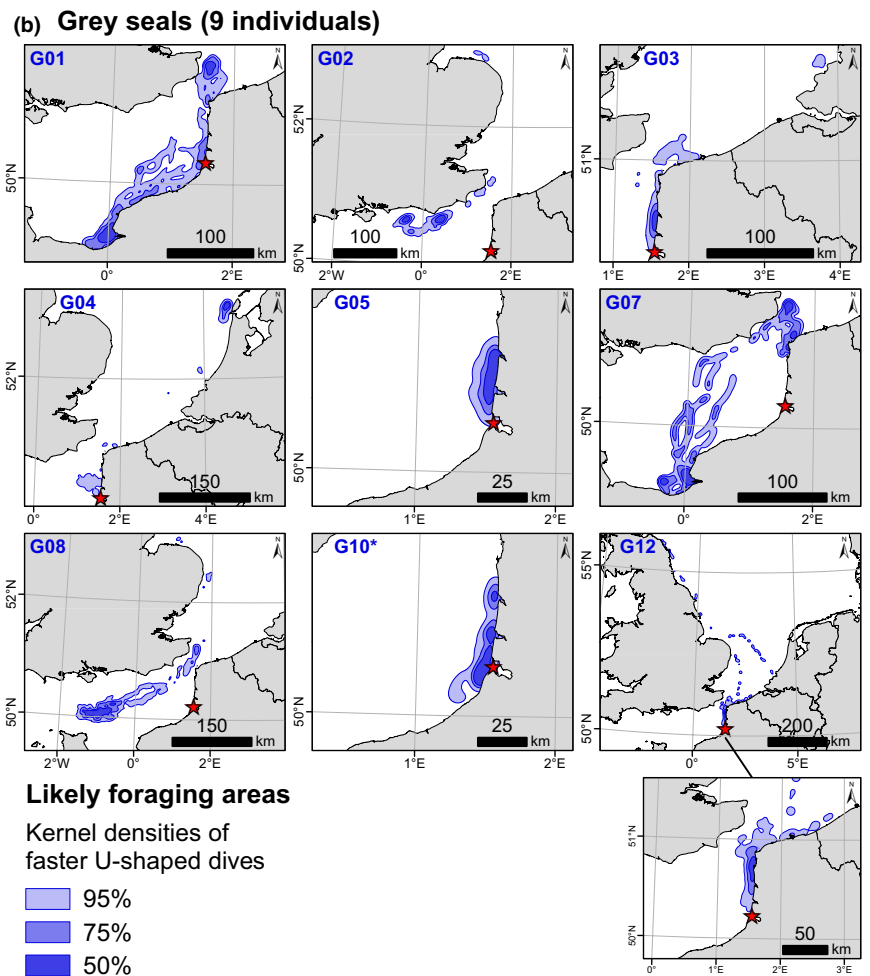 (b) Grey seals (9 individuals)
G01
N
50°N
100
km
0°
2°E
G02
N
52°N
50°N
100
km
2°W
0°
2°E
G03
N
51°N
100
km
1°E
2°E
3°E
4°E
G04
N
52°N
150
km
0°
2°E
4°E
G05
N
50°N
25
km
1°E
2°E
G07
N
50°N
100
km
0°
2°E
G08
N
52°N
50°N
150
km
2°W
0°
2°E
G10*
N
50°N
25
km
1°E
2°E
G12
N
55°N
50°N
200
km
0°
5°E
N
51°N
50°N
50
km
0°
1°E
2°E
3°E
Likely foraging areas
Kernel densities of
faster U-shaped dives
95%
75%
50%